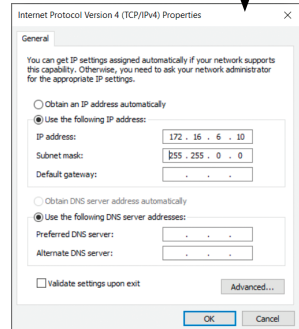 Internet Protocol Version 4 (TCP/IPv4) Properties
General
You can get IP settings assigned automatically if your network supports
this capability. Otherwise, you need to ask your network administrator
for the appropriate IP settings.
Obtain an IP address automatically
Use the following IP address:
IP address: 172 . 16 . 6 . 10
Subnet mask: 255 . 255 . 0 . 0
Default gateway: . . .
Obtain DNS server address automatically
Use the following DNS server addresses:
Preferred DNS server: . . .
Alternate DNS server: . . .
Validate settings upon exit
Advanced...
OK Cancel